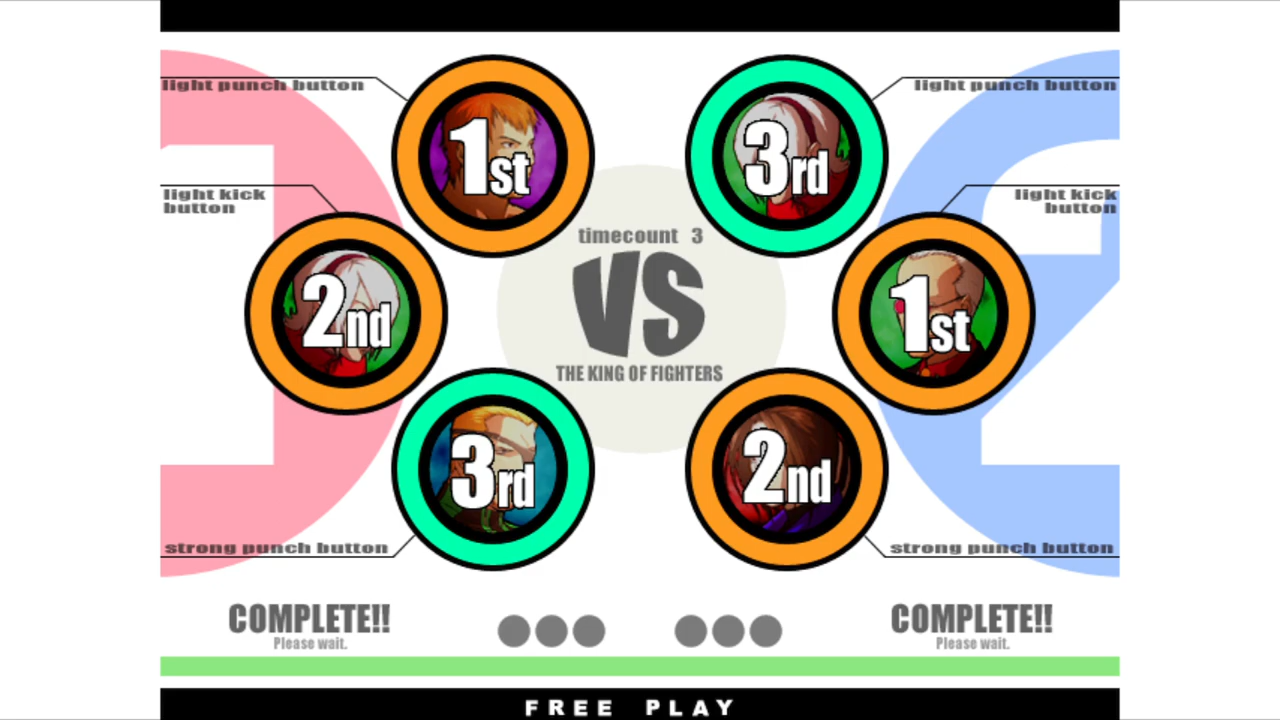 light punch button
1st
3rd
light punch button
light kick
button
light kick
button
timecount 3
VS
THE KING OF FIGHTERS
2nd
1st
3rd
2nd
strong punch button
strong punch button
COMPLETE!!
Please wait.
COMPLETE!!
Please wait.
FREE PLAY